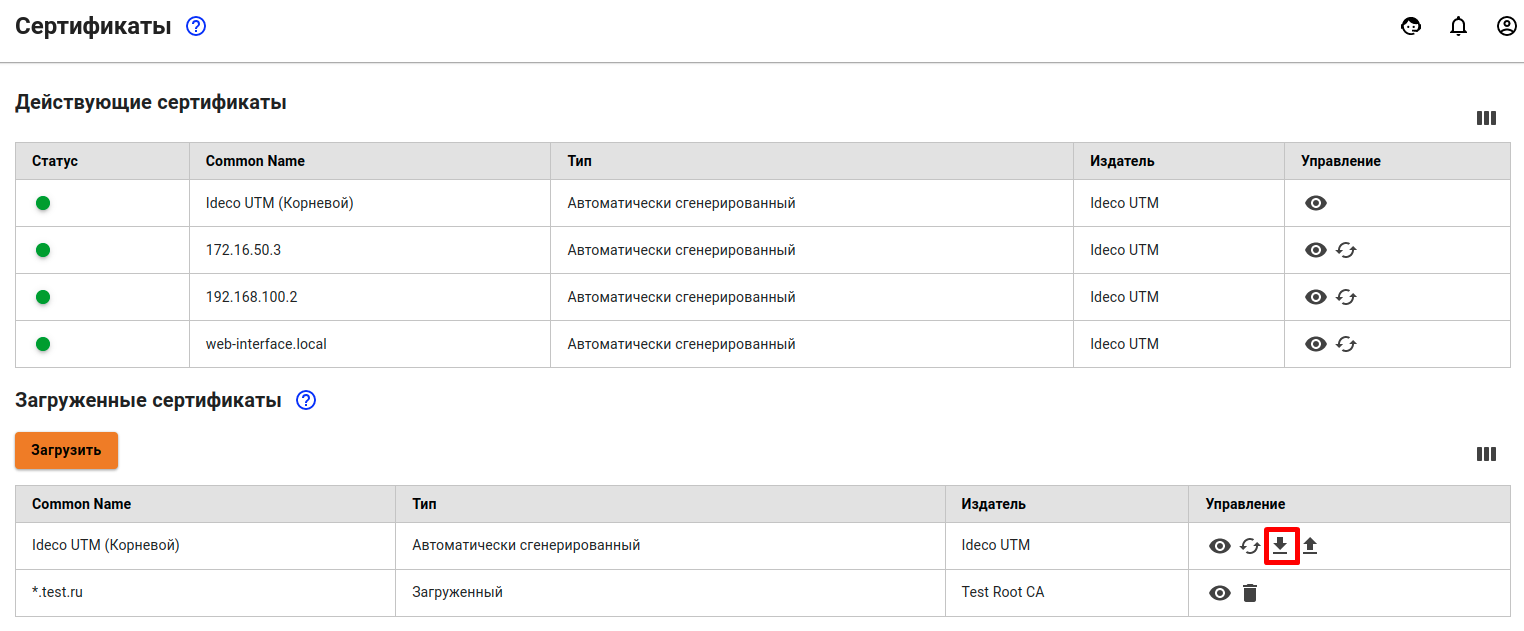 Сертификаты
Действующие сертификаты
Статус Common Name Тип Издатель Управление
Ideco UTM (Корневой) Автоматически сгенерированный Ideco UTM
172.16.50.3 Автоматически сгенерированный Ideco UTM
192.168.100.2 Автоматически сгенерированный Ideco UTM
web-interface.local Автоматически сгенерированный Ideco UTM
Загруженные сертификаты
Загрузить
Common Name Тип Издатель Управление
Ideco UTM (Корневой) Автоматически сгенерированный Ideco UTM
*.test.ru Загруженный Test Root CA